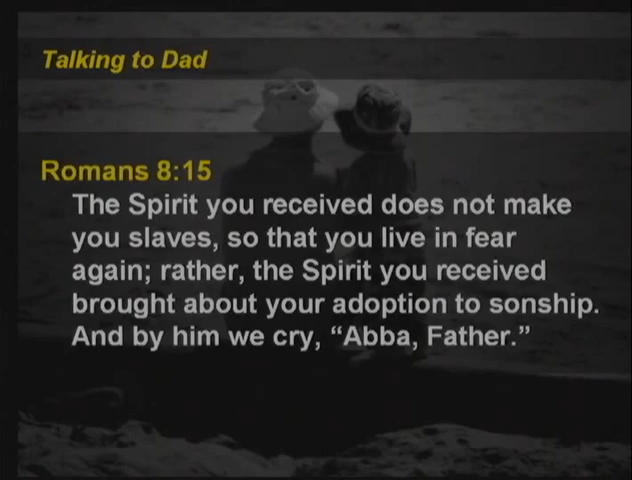 Talking to Dad
Romans 8:15
The Spirit you received does not make
you slaves, so that you live in fear
again; rather, the Spirit you received
brought about your adoption to sonship.
And by him we cry, “Abba, Father.”